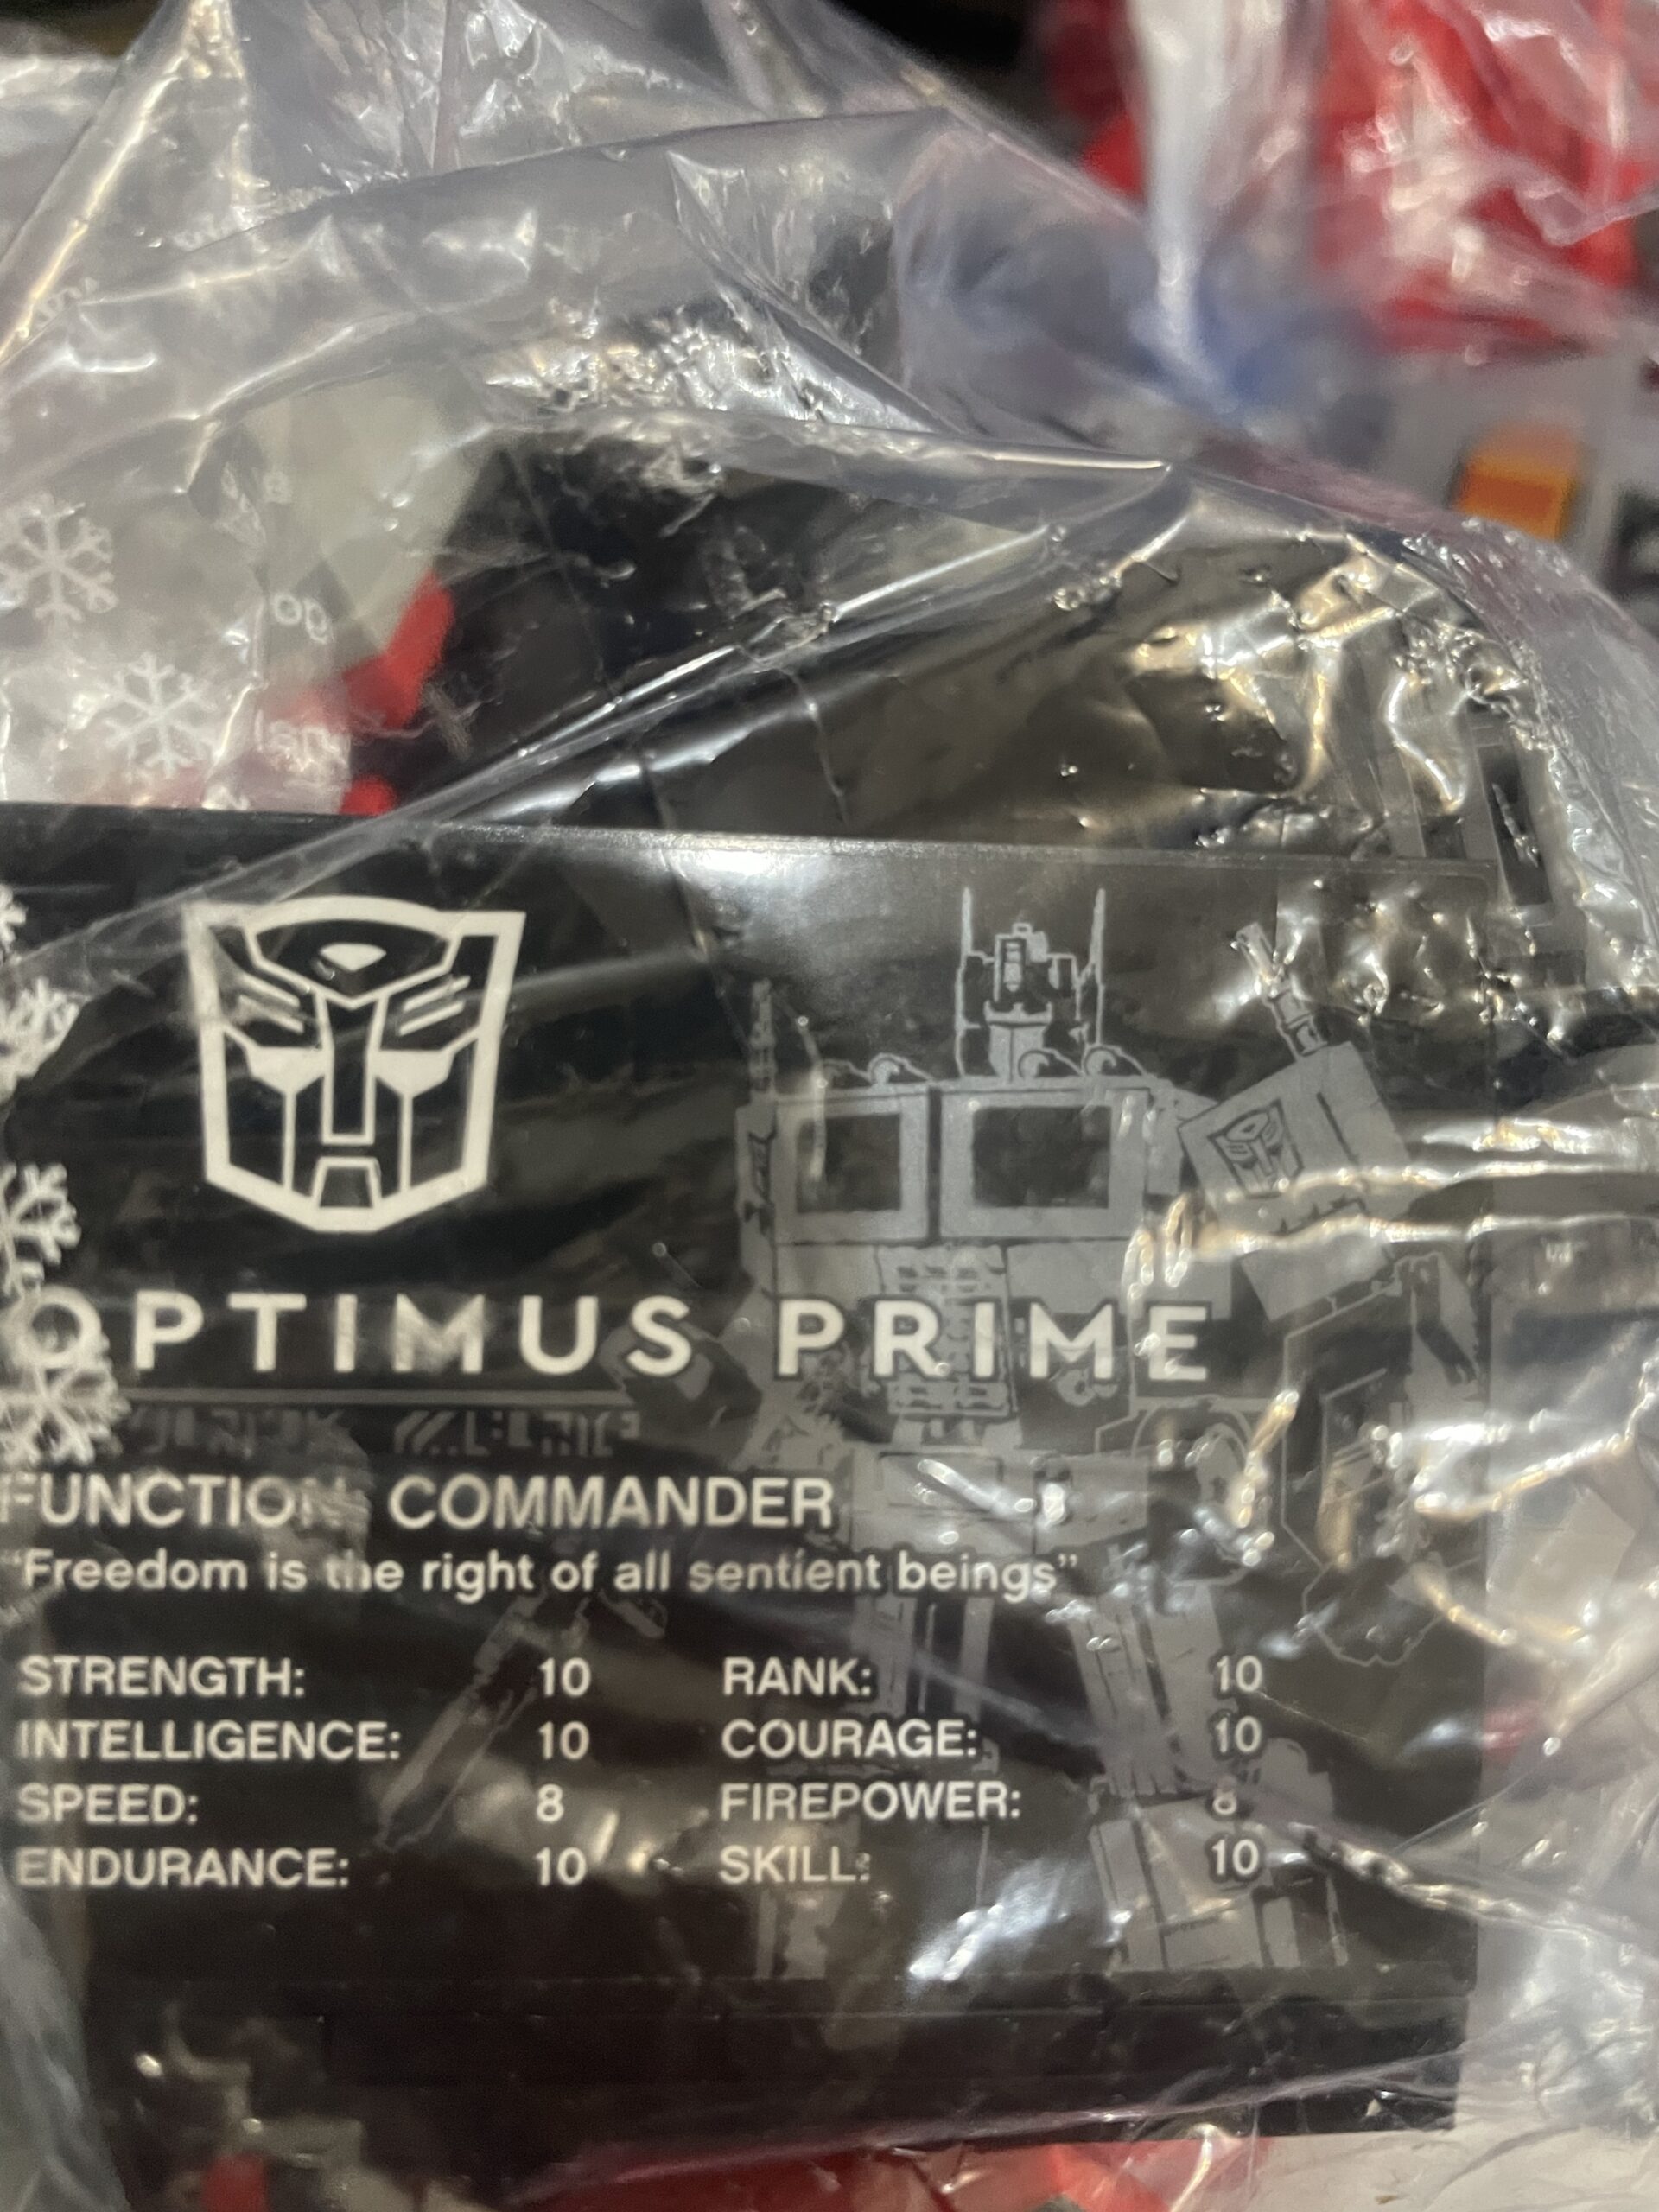 OPTIMUS PRIME
FUNCTION: COMMANDER
"Freedom is the right of all sentient beings"
STRENGTH: 10 RANK: 10
INTELLIGENCE: 10 COURAGE: 10
SPEED: 8 FIREPOWER: 8
ENDURANCE: 10 SKILL: 10